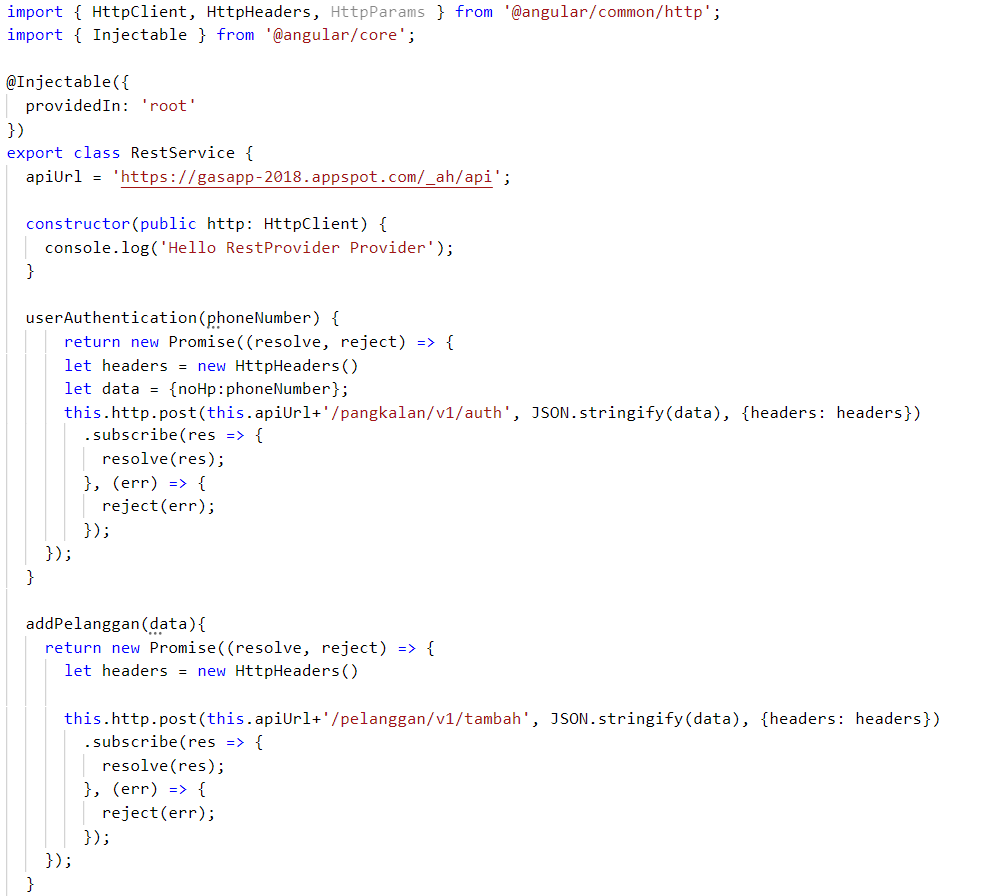 import { HttpClient, HttpHeaders, HttpParams } from '@angular/common/http';
import { Injectable } from '@angular/core';

@Injectable({
  providedIn: 'root'
})
export class RestService {
  apiUrl = 'https://gasapp-2018.appspot.com/_ah/api';

  constructor(public http: HttpClient) {
    console.log('Hello RestProvider Provider');
  }

  userAuthentication(phoneNumber) {
      return new Promise((resolve, reject) => {
      let headers = new HttpHeaders()
      let data = {noHp:phoneNumber};
      this.http.post(this.apiUrl+'/pangkalan/v1/auth', JSON.stringify(data), {headers: headers})
        .subscribe(res => {
          resolve(res);
        }, (err) => {
          reject(err);
        });
    });
  }

  addPelanggan(data){
    return new Promise((resolve, reject) => {
      let headers = new HttpHeaders()

      this.http.post(this.apiUrl+'/pelanggan/v1/tambah', JSON.stringify(data), {headers: headers})
        .subscribe(res => {
          resolve(res);
        }, (err) => {
          reject(err);
        });
    });
  }